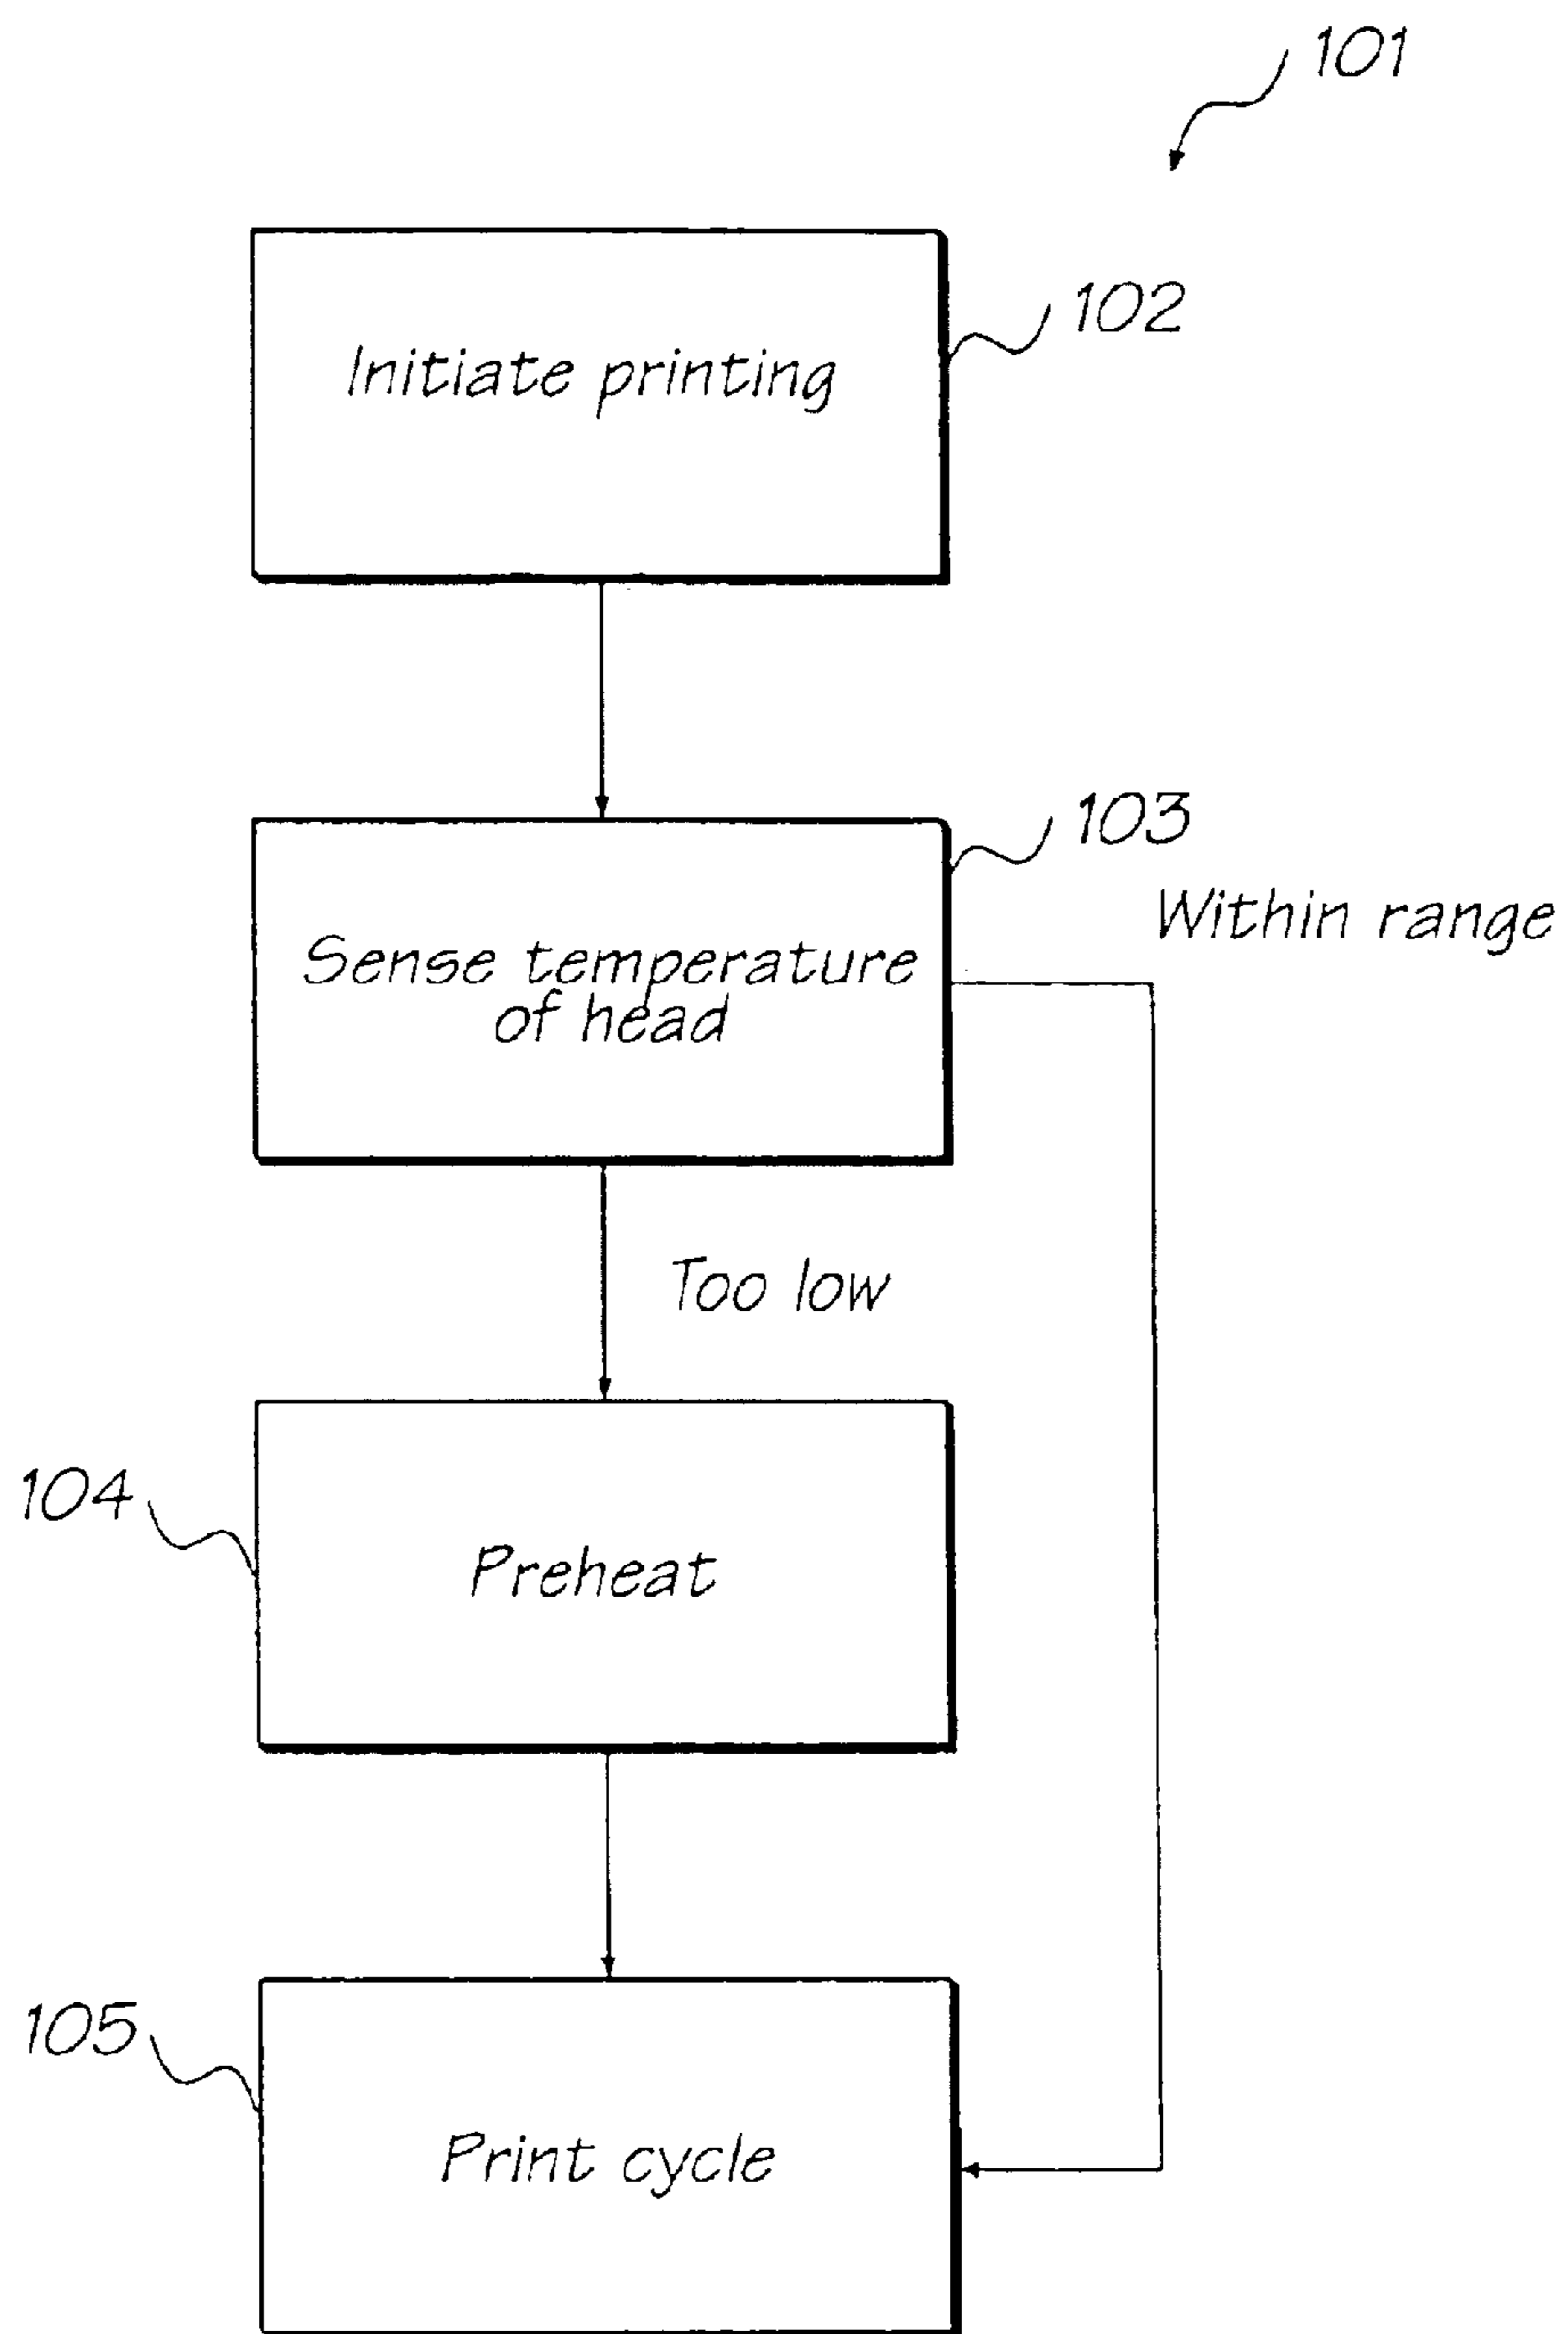 101
Initiate printing
102
103
Within range
Sense temperature
of head
Too low
104
Preheat
105
Print cycle